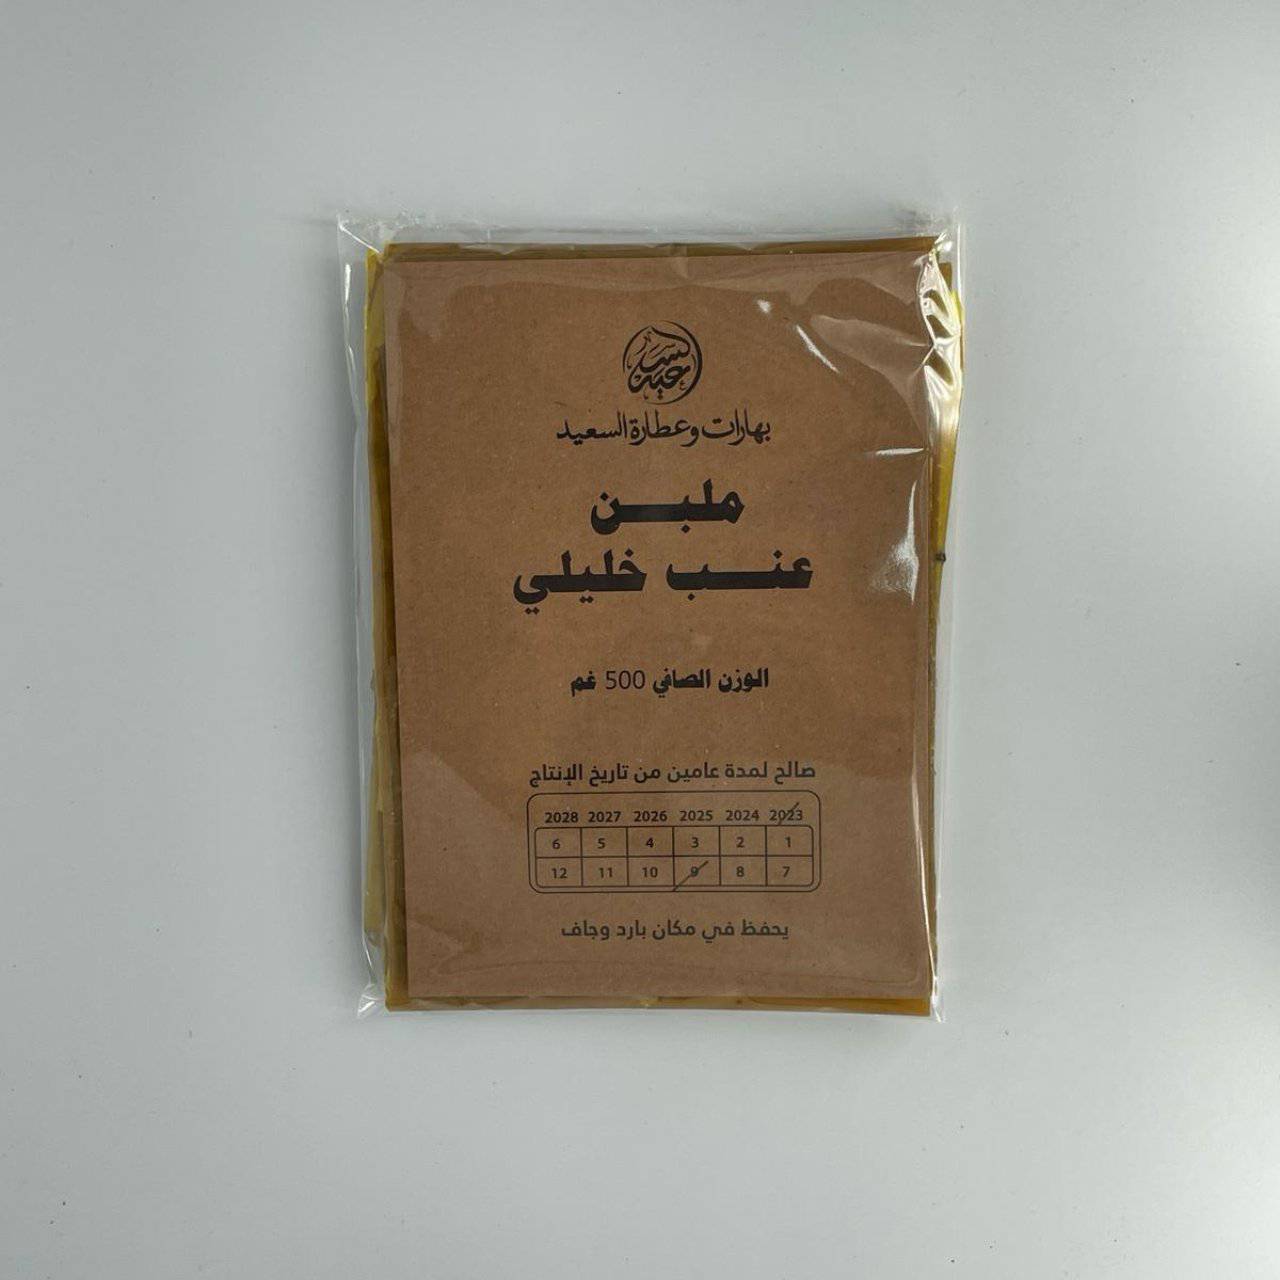 السعيد
بهارات وعطارة السعيد
ملبن
عنب خليلي
الوزن الصافي 500 غم
صالح لمدة عامين من تاريخ الإنتاج
2023 2024 2025 2026 2027 2028
1 2 3 4 5 6
7 8 9 10 11 12
يحفظ في مكان بارد وجاف